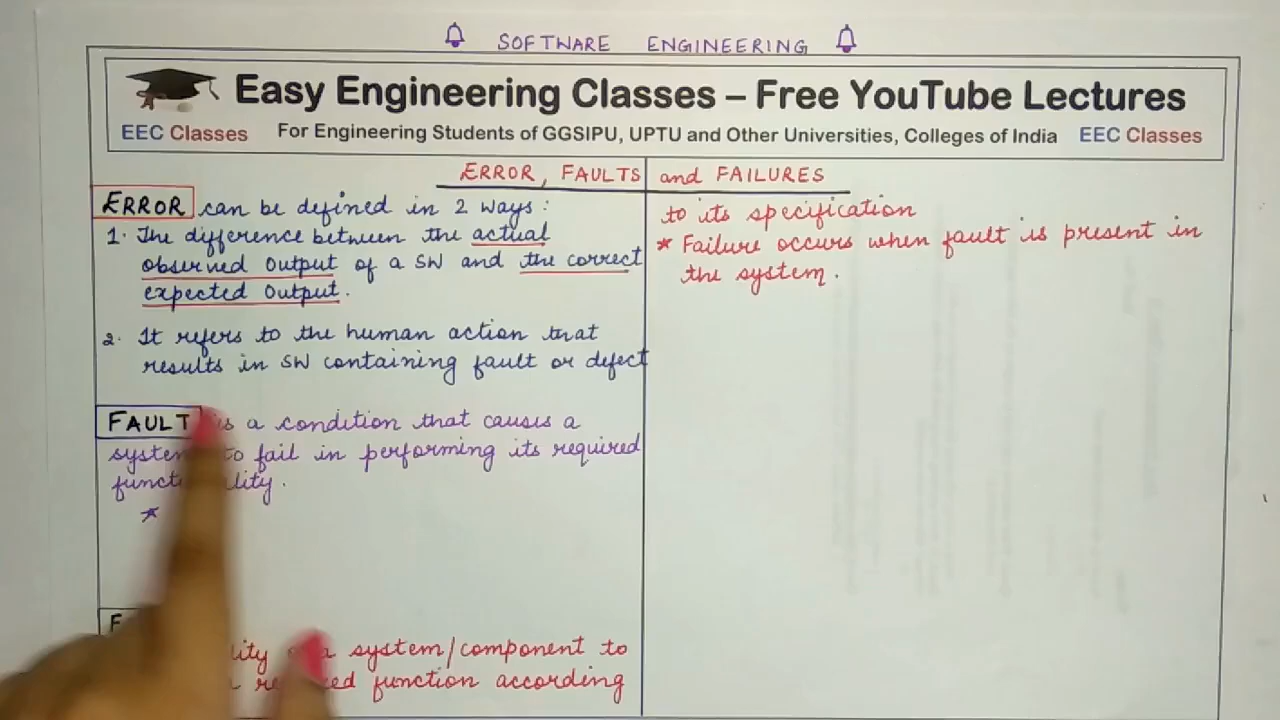 SOFTWARE ENGINEERING
Easy Engineering Classes – Free YouTube Lectures
EEC Classes For Engineering Students of GGSIPU, UPTU and Other Universities, Colleges of India EEC Classes
ERROR, FAULTS and FAILURES
ERROR can be defined in 2 ways:
1. The difference between the actual
observed output of a SW and the correct
expected output.
2. It refers to the human action that
results in SW containing fault or defect
FAULT is a condition that causes a
system to fail in performing its required
functionality.
*
system/component to
function according
to its specification
* Failure occurs when fault is present in
the system.